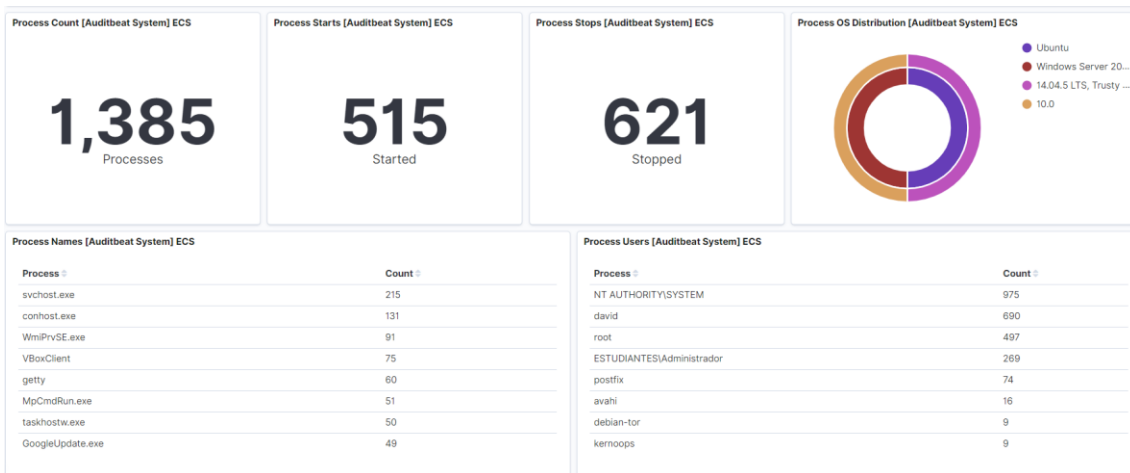 Process Count [Auditbeat System] ECS
1,385
Processes
Process Starts [Auditbeat System] ECS
515
Started
Process Stops [Auditbeat System] ECS
621
Stopped
Process OS Distribution [Auditbeat System] ECS
Ubuntu
Windows Server 20...
14.04.5 LTS, Trusty ...
10.0
Process Names [Auditbeat System] ECS
Process Count
svchost.exe 215
conhost.exe 131
WmiPrvSE.exe 91
VBoxClient 75
getty 60
MpCmdRun.exe 51
taskhostw.exe 50
GoogleUpdate.exe 49
Process Users [Auditbeat System] ECS
Process Count
NT AUTHORITY\SYSTEM 975
david 690
root 497
ESTUDIANTES\Administrador 269
postfix 74
avahi 16
debian-tor 9
kernoops 9